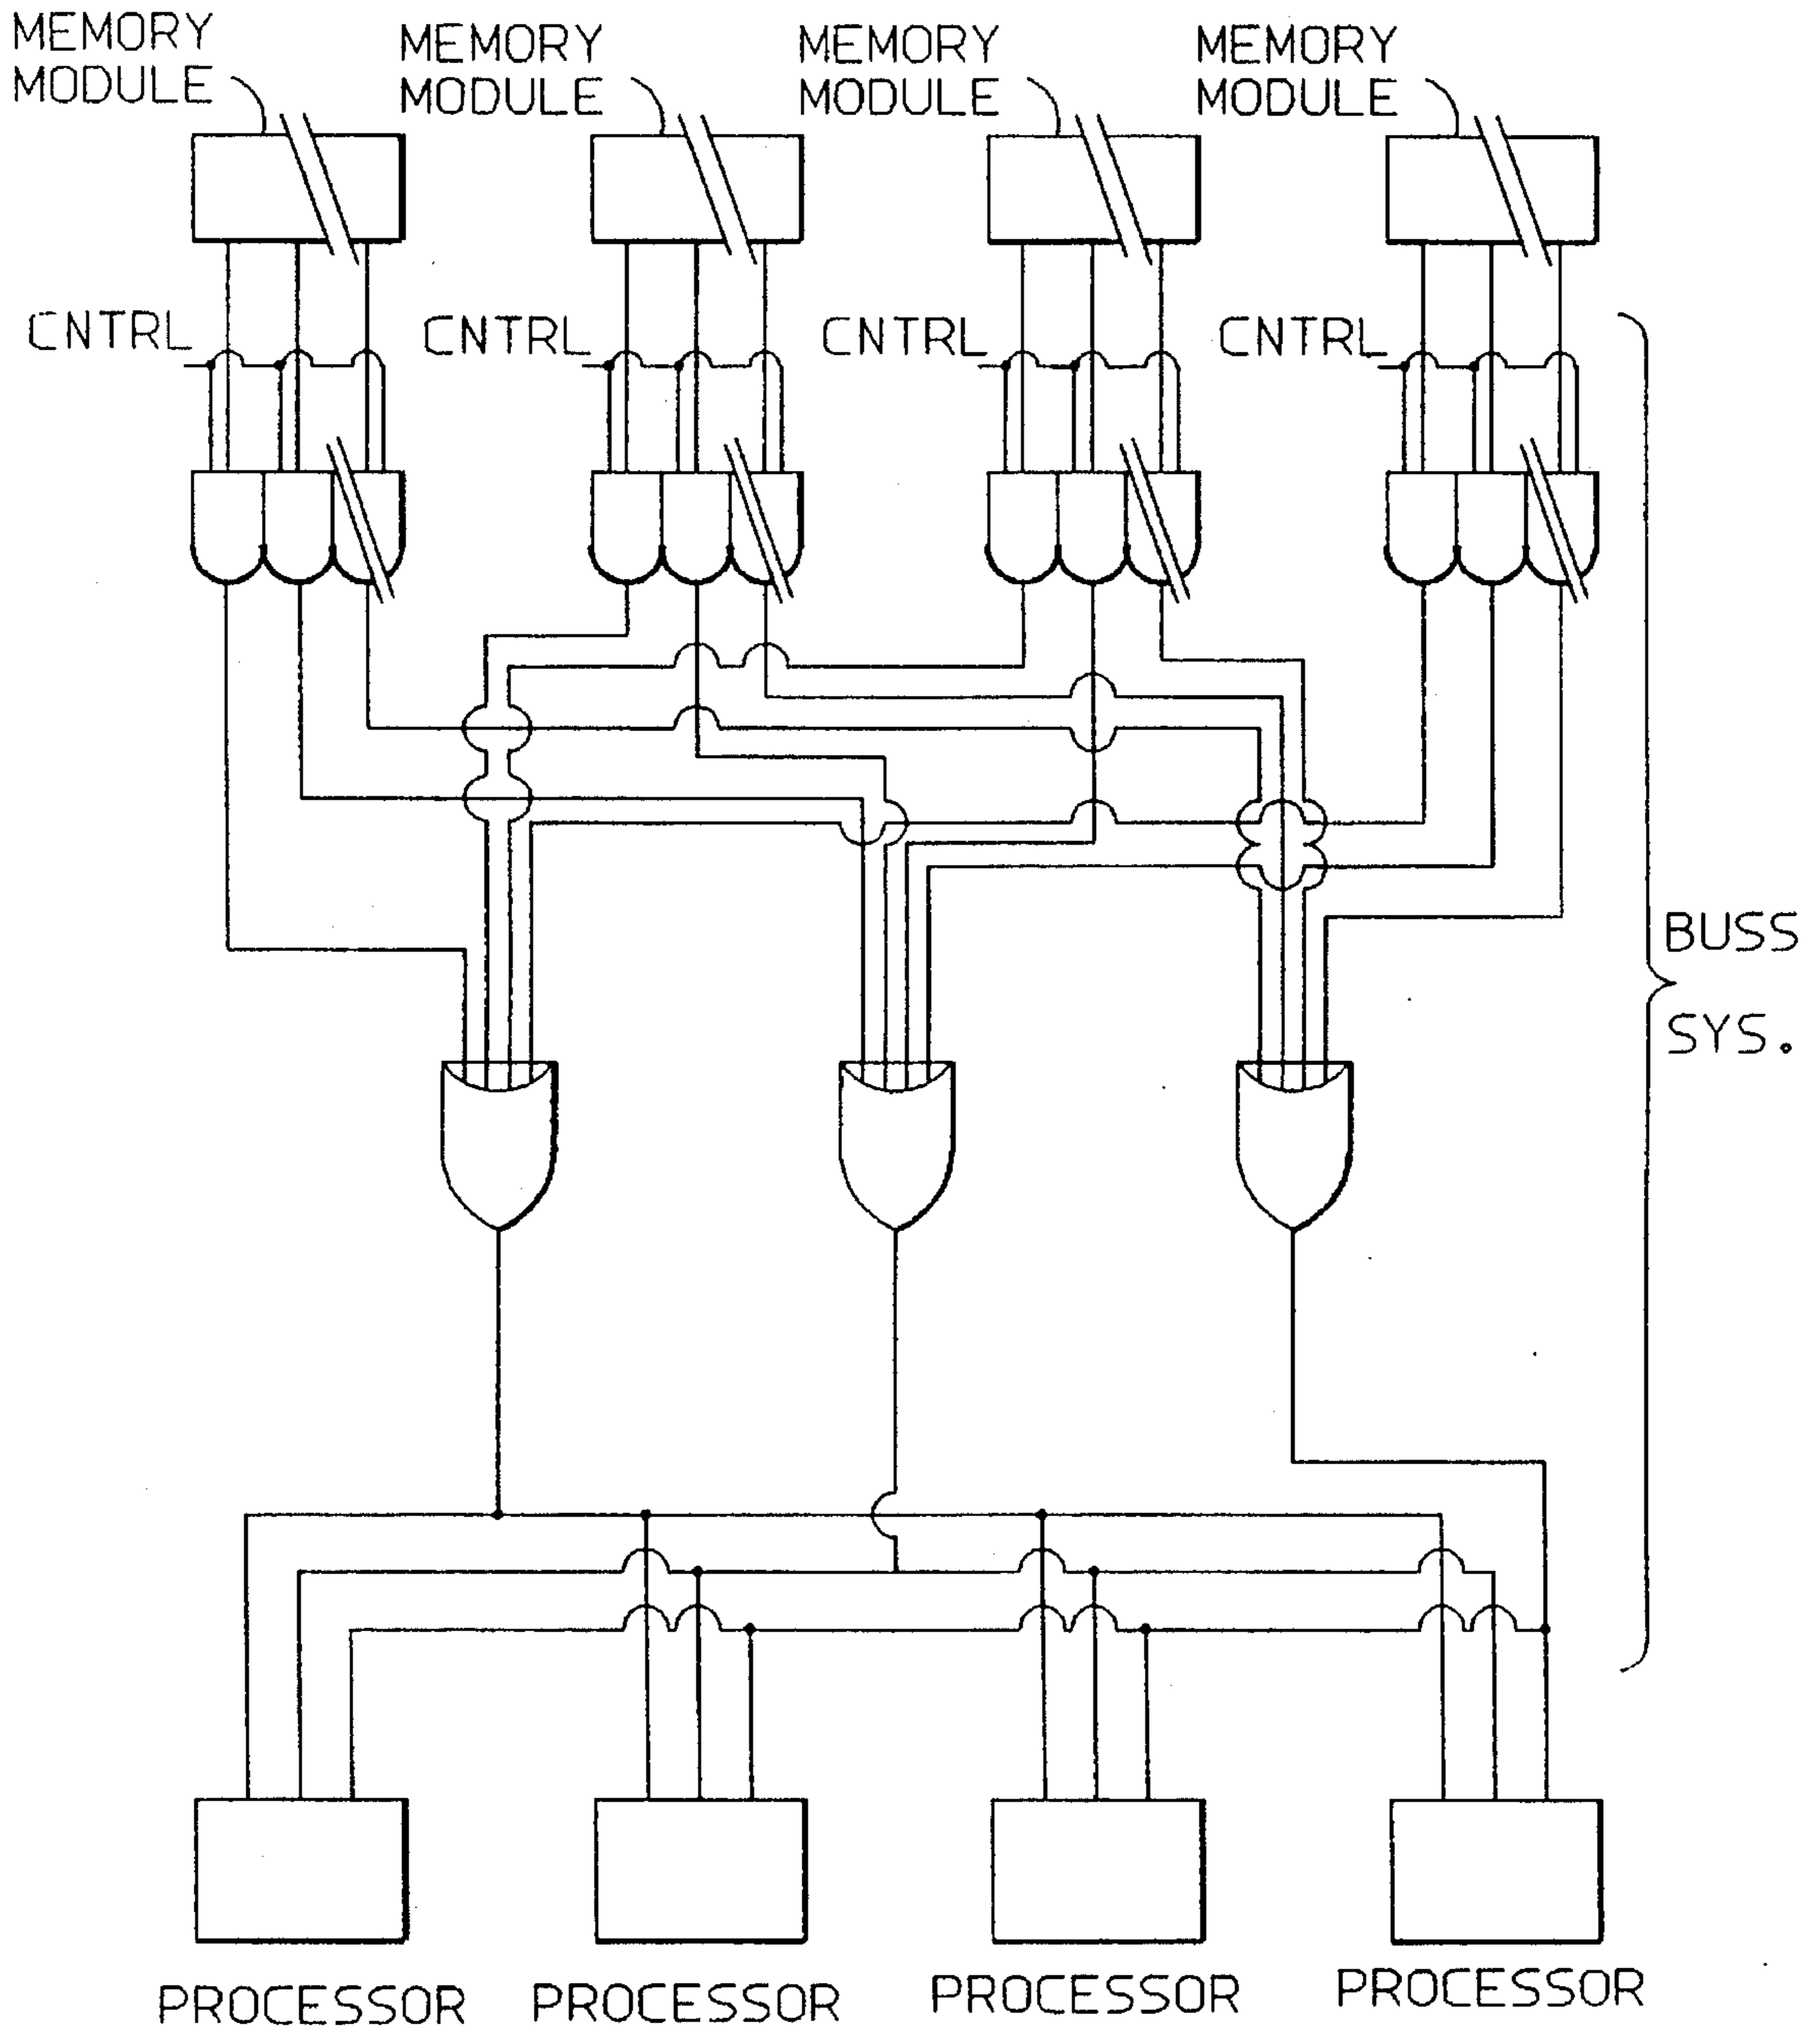 MEMORY
MODULE
MEMORY
MODULE
MEMORY
MODULE
MEMORY
MODULE
CNTRL
CNTRL
CNTRL
CNTRL
BUSS
SYS.
PROCESSOR
PROCESSOR
PROCESSOR
PROCESSOR